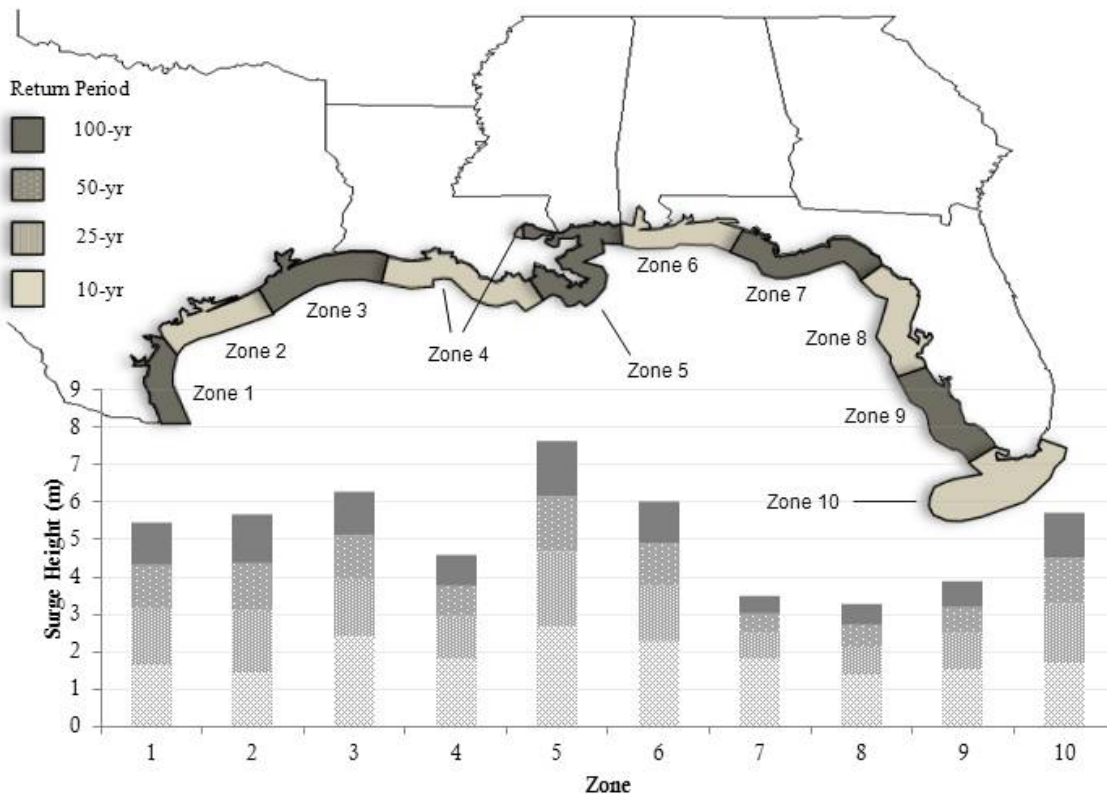 Return Period
100-yr
50-yr
25-yr
10-yr
Zone 1
Zone 2
Zone 3
Zone 4
Zone 5
Zone 6
Zone 7
Zone 8
Zone 9
Zone 10
Surge Height (m)
9
8
7
6
5
4
3
2
1
0
1 2 3 4 5 6 7 8 9 10
Zone